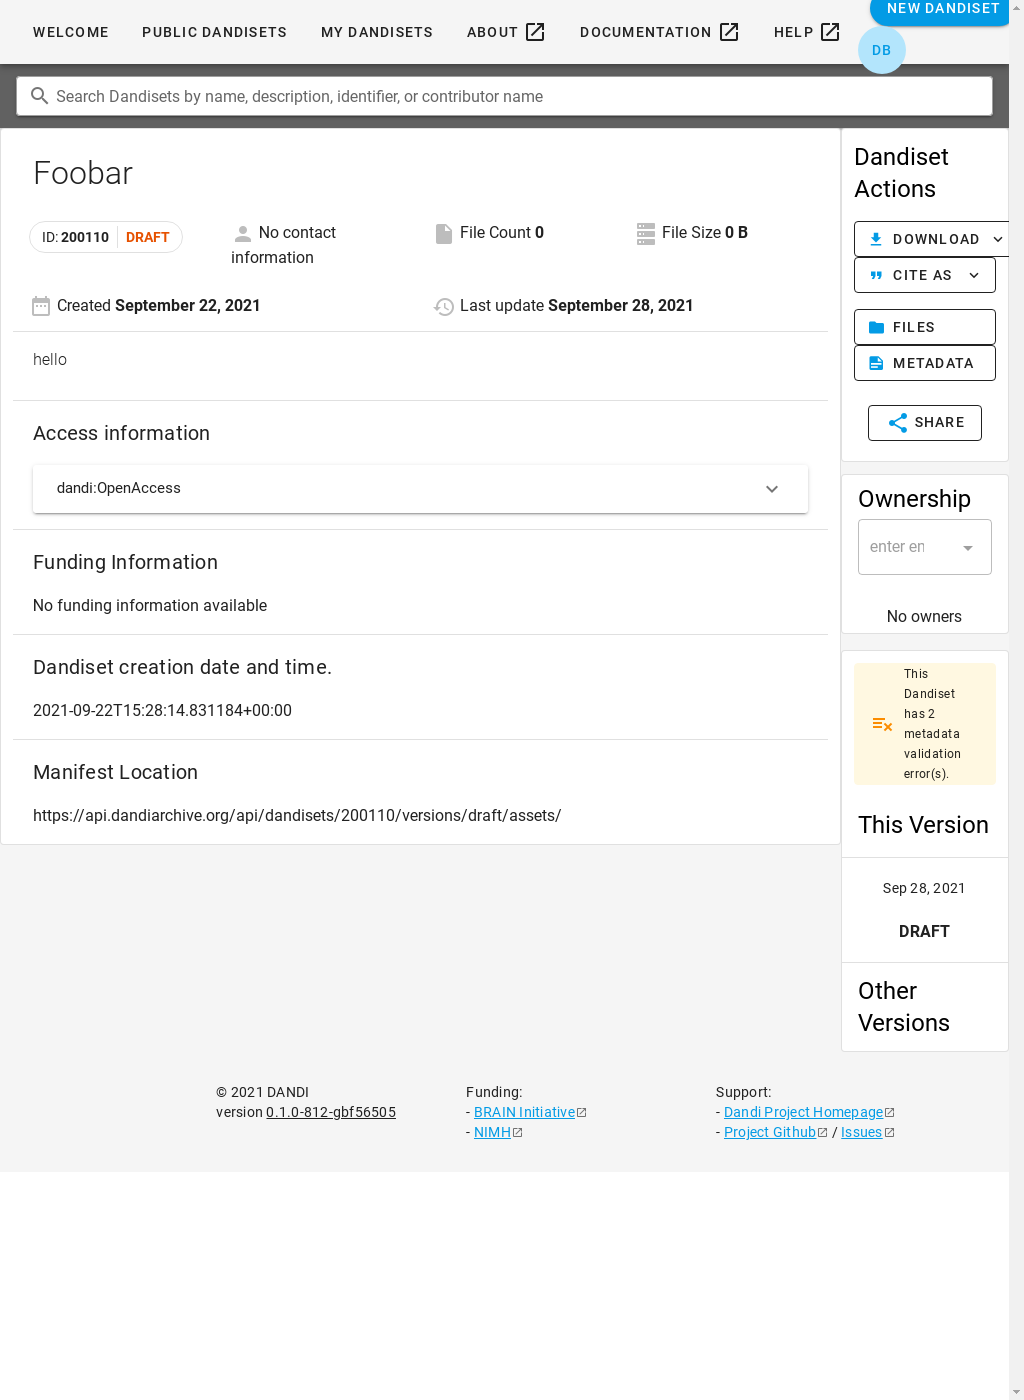 WELCOME PUBLIC DANDISETS MY DANDISETS ABOUT DOCUMENTATION HELP NEW DANDISET
DB
Search Dandisets by name, description, identifier, or contributor name
Foobar
ID: 200110 DRAFT
No contact information
File Count 0
File Size 0 B
Created September 22, 2021
Last update September 28, 2021
hello
Access information
dandi:OpenAccess
Funding Information
No funding information available
Dandiset creation date and time.
2021-09-22T15:28:14.831184+00:00
Manifest Location
https://api.dandiarchive.org/api/dandisets/200110/versions/draft/assets/
Dandiset
Actions
DOWNLOAD
CITE AS
FILES
METADATA
SHARE
Ownership
enter en
No owners
This
Dandiset
has 2
metadata
validation
error(s).
This Version
Sep 28, 2021
DRAFT
Other
Versions
© 2021 DANDI
version 0.1.0-812-gbf56505
Funding:
- BRAIN Initiative
- NIMH
Support:
- Dandi Project Homepage
- Project Github / Issues